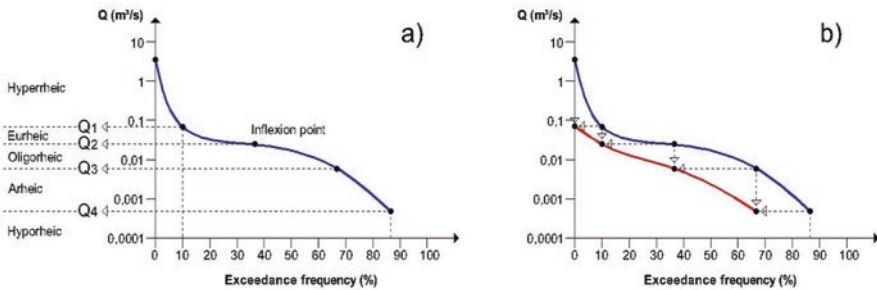 Q (m³/s)
a)
10
1
0.1
0,01
0,001
0,0001
Hyperrheic
Eurheic
Oligorheic
Arheic
Hyporheic
Q1
Q2
Q3
Q4
Inflexion point
0 10 20 30 40 50 60 70 80 90 100
Exceedance frequency (%)
Q (m³/s)
b)
10
1
0.1
0,01
0,001
0,0001
0 10 20 30 40 50 60 70 80 90 100
Exceedance frequency (%)